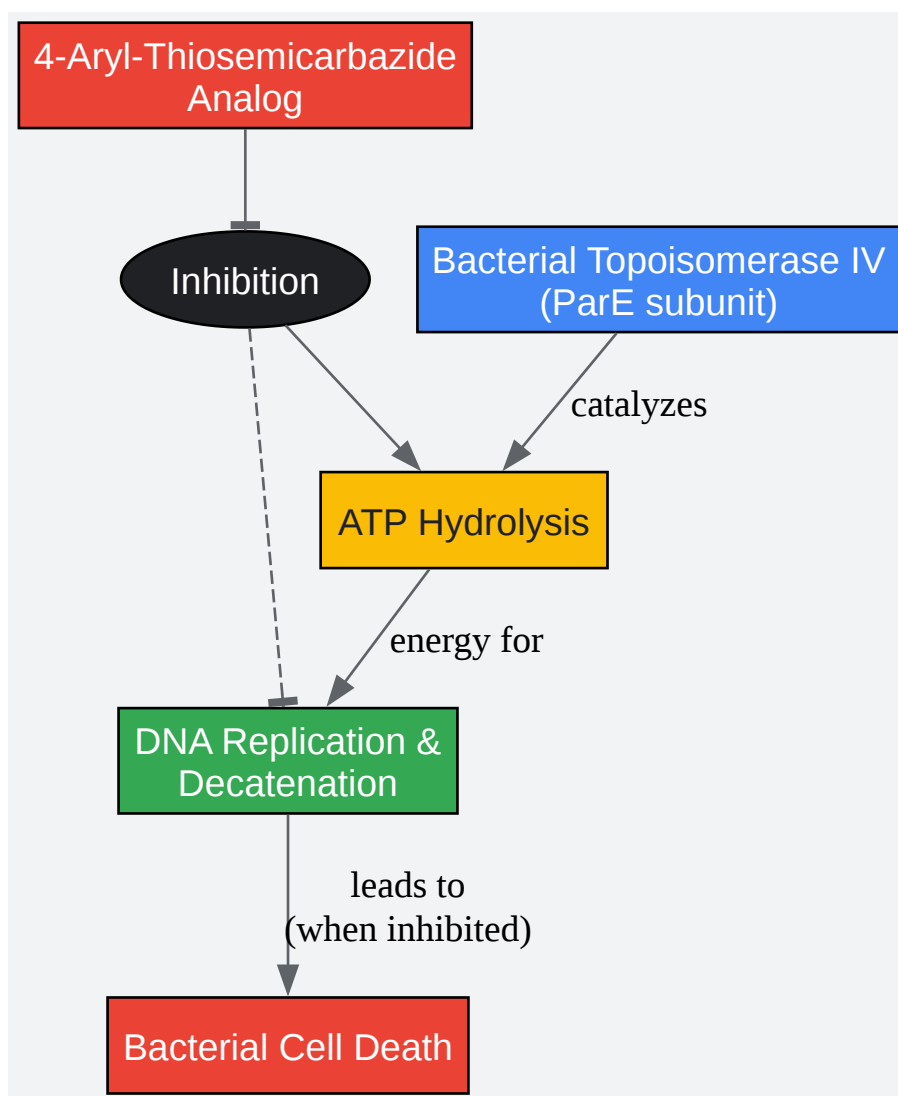 4-Aryl-Thiosemicarbazide
Analog
Inhibition
Bacterial Topoisomerase IV
(ParE subunit)
catalyzes
ATP Hydrolysis
energy for
DNA Replication &
Decatenation
leads to
(when inhibited)
Bacterial Cell Death